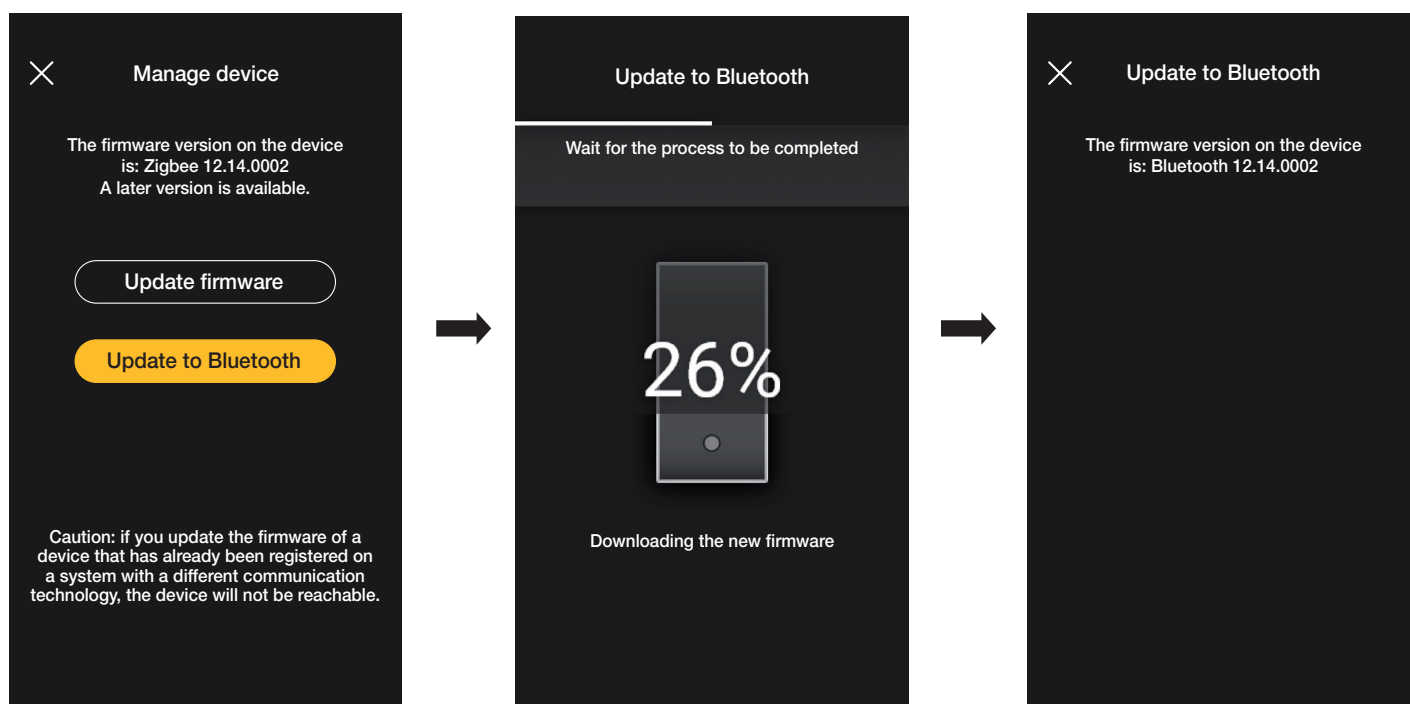 Manage device
The firmware version on the device
is: Zigbee 12.14.0002
A later version is available.
Update firmware
Update to Bluetooth
Caution: if you update the firmware of a
device that has already been registered on
a system with a different communication
technology, the device will not be reachable.
Update to Bluetooth
Wait for the process to be completed
26%
Downloading the new firmware
Update to Bluetooth
The firmware version on the device
is: Bluetooth 12.14.0002